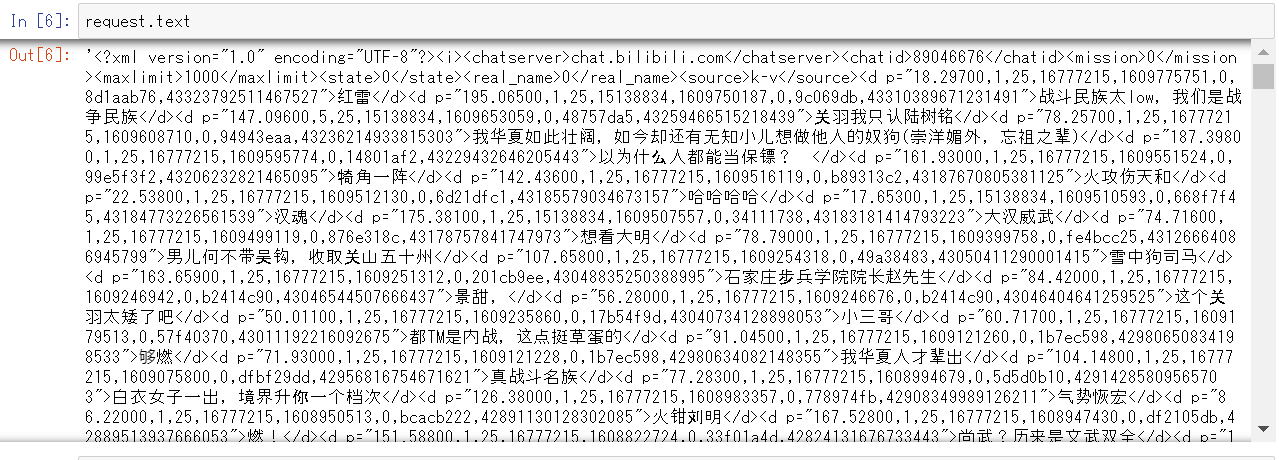 In [6]: request.text
Out[6]: '<?xml version="1.0" encoding="UTF-8"?><i><chatserver>chat.bilibili.com</chatserver><chatid>89046676</chatid><mission>0</mission
><maxlimit>1000</maxlimit><state>0</state><real_name>0</real_name><source>k-v</source><d p="18.29700,1,25,16777215,1609775751,0,
8d1aab76,43323792511467527">红雷</d><d p="195.06500,1,25,15138834,1609750187,0,9c069db,43310389671231491">战斗民族太low，我们是战
争民族</d><d p="147.09600,5,25,15138834,1609653059,0,48757da5,43259466515218439">关羽我只认陆树铭</d><d p="78.25700,1,25,1677721
5,1609608710,0,94943eaa,43236214933815303">我华夏如此壮阔，如今却还有无知小儿想做他人的奴狗(崇洋媚外，忘祖之辈)</d><d p="187.3980
0,1,25,16777215,1609595774,0,14801af2,43229432646205443">以为什么人都能当保镖？ </d><d p="161.93000,1,25,16777215,1609551524,0,
99e5f3f2,43206232821465095">犄角一阵</d><d p="142.43600,1,25,16777215,1609516119,0,b89313c2,43187670805381125">火攻伤天和</d><d
p="22.53800,1,25,16777215,1609512130,0,6d21dfc1,43185579034673157">哈哈哈哈</d><d p="17.65300,1,25,15138834,1609510593,0,668f7f4
5,43184773226561539">汉魂</d><d p="175.38100,1,25,15138834,1609507557,0,34111738,43183181414793223">大汉威武</d><d p="74.71600,
1,25,16777215,1609499119,0,876e318c,43178757841747973">想看大明</d><d p="78.79000,1,25,16777215,1609399758,0,fe4bcc25,4312666408
6945799">男儿何不带吴钩，收取关山五十州</d><d p="107.65800,1,25,16777215,1609254318,0,49a38483,43050411290001415">雪中狗司马</d>
<d p="163.65900,1,25,16777215,1609251312,0,201cb9ee,43048835250388995">石家庄步兵学院院长赵先生</d><d p="84.42000,1,25,16777215,
1609246942,0,b2414c90,43046544507666437">景甜，</d><d p="56.28000,1,25,16777215,1609246676,0,b2414c90,43046404641259525">这个关
羽太矮了吧</d><d p="50.01100,1,25,16777215,1609235860,0,17b54f9d,43040734128898053">小三哥</d><d p="60.71700,1,25,16777215,1609
179513,0,57f40370,43011192216092675">都TM是内战，这点挺草蛋的</d><d p="91.04500,1,25,16777215,1609121260,0,1b7ec598,429806508341​9
8533">够燃</d><d p="71.93000,1,25,16777215,1609121228,0,1b7ec598,42980634082148355">我华夏人才辈出</d><d p="104.14800,1,25,16777
215,1609075800,0,dfbf29dd,42956816754671621">真战斗名族</d><d p="77.28300,1,25,16777215,1608994679,0,5d5d0b10,4291428580956570
3">白衣女子一出，境界升你一个档次</d><d p="126.38000,1,25,16777215,1608983357,0,778974fb,42908349989126211">气势恢宏</d><d p="8
6.22000,1,25,16777215,1608950513,0,bcacb222,42891130128302085">火钳刘明</d><d p="167.52800,1,25,16777215,1608947430,0,df2105db,
42889513937666053">燃！</d><d p="151.58800,1,25,16777215,1608822724,0,33f01a4d,42824131676733443">尚武？历来是文武双全</d><d p="1